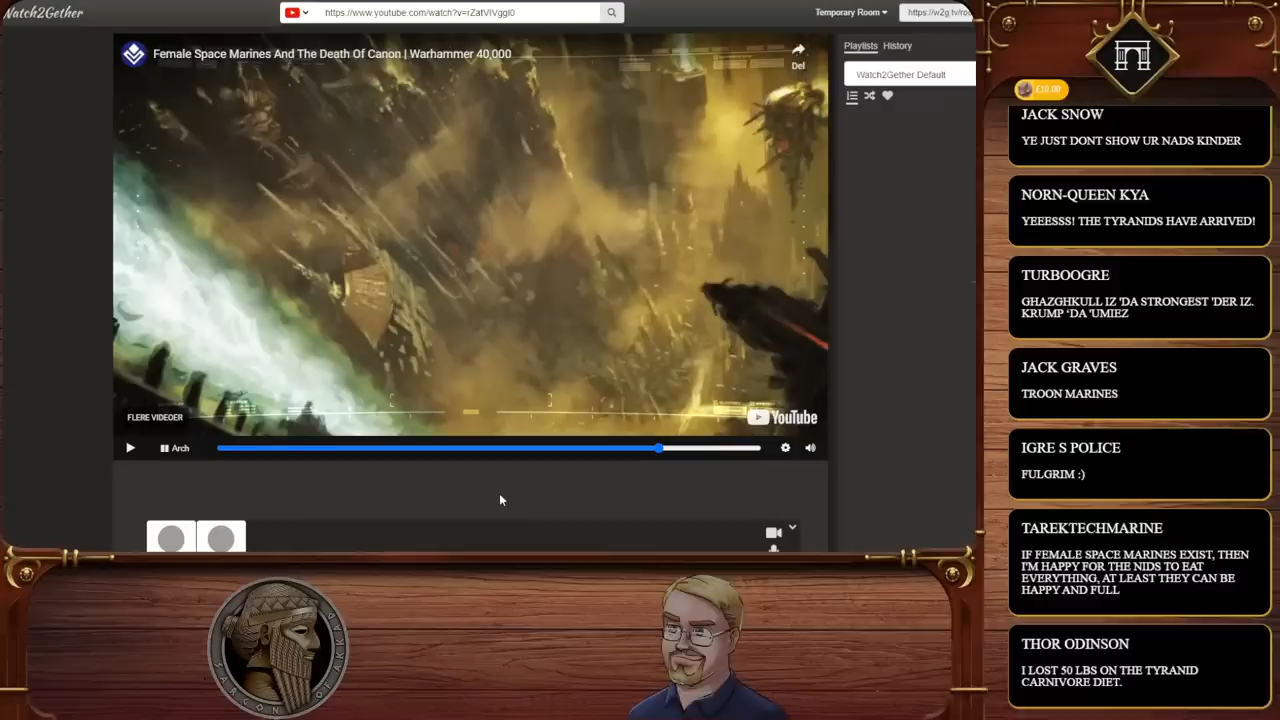 Watch2Gether
https://www.youtube.com/watch?v=rZatVIVggI0
Temporary Room
https://w2g.tv/roo
Female Space Marines And The Death Of Canon | Warhammer 40,000
Del
Playlists History
Watch2Gether Default
FLERE VIDEOER
YouTube
Arch
£10.00
JACK SNOW
YE JUST DONT SHOW UR NADS KINDER
NORN-QUEEN KYA
YEEESSS! THE TYRANIDS HAVE ARRIVED!
TURBOOGRE
GHAZGHKULL IZ 'DA STRONGEST 'DER IZ.
KRUMP 'DA 'UMIEZ
JACK GRAVES
TROON MARINES
IGRE S POLICE
FULGRIM :)
TAREKTECHMARINE
IF FEMALE SPACE MARINES EXIST, THEN
I'M HAPPY FOR THE NIDS TO EAT
EVERYTHING, AT LEAST THEY CAN BE
HAPPY AND FULL
THOR ODINSON
I LOST 50 LBS ON THE TYRANID
CARNIVORE DIET.
SARGON OF AKKAD